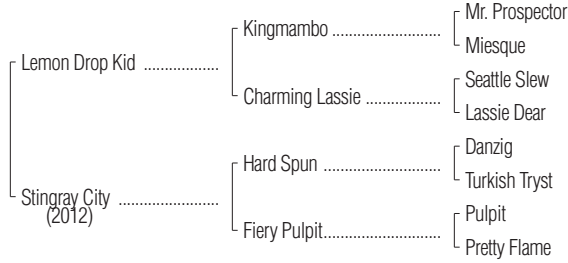 Mr. Prospector
Kingmambo ........................
Miesque
Lemon Drop Kid ................
Seattle Slew
Charming Lassie .................
Lassie Dear
Danzig
Hard Spun ..........................
Turkish Tryst
Stingray City ......................
(2012)
Pulpit
Fiery Pulpit..........................
Pretty Flame